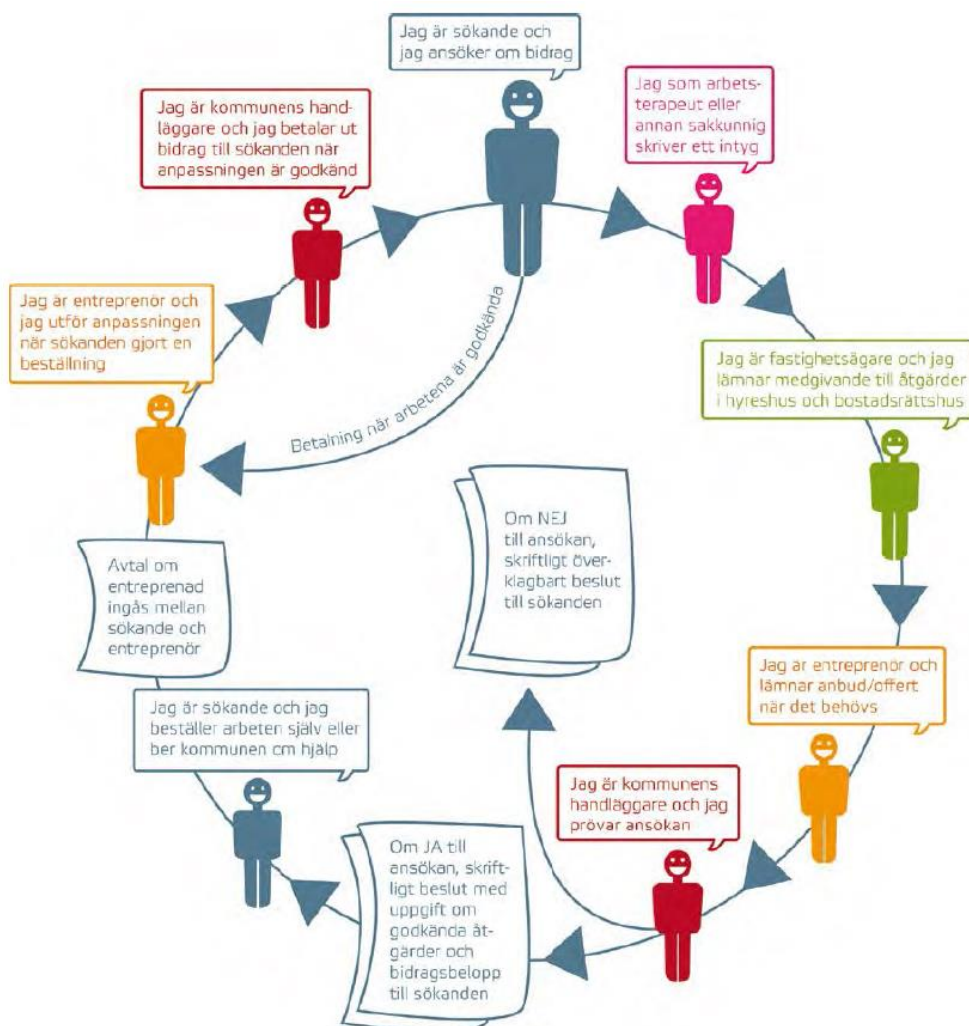 Jag är sökande och
jag ansöker om bidrag
Jag som arbets-
terapeut eller
annan sakkunnig
skriver ett intyg
Jag är fastighetsägare och jag
lämnar medgivande till åtgärder
i hyreshus och bostadsrättshus
Jag är entreprenör och
lämnar anbud/offert
när det behövs
Jag är kommunens
handläggare och jag
prövar ansökan
Om NEJ
till ansökan,
skriftligt över-
klagbart beslut
till sökanden
Om JA till
ansökan, skrift-
ligt beslut med
uppgift om
godkända åt-
gärder och
bidragsbelopp
till sökanden
Jag är sökande och jag
beställer arbeten själv eller
ber kommunen cm hjälp
Avtal om
entreprenad
ingås mellan
sökande och
entreprenör
Jag är entreprenör och
jag utför anpassningen
när sökanden gjort en
beställning
Jag är kommunens hand-
läggare och jag betalar ut
bidrag till sökanden när
anpassningen är godkänd
Betalning när arbetena är godkända